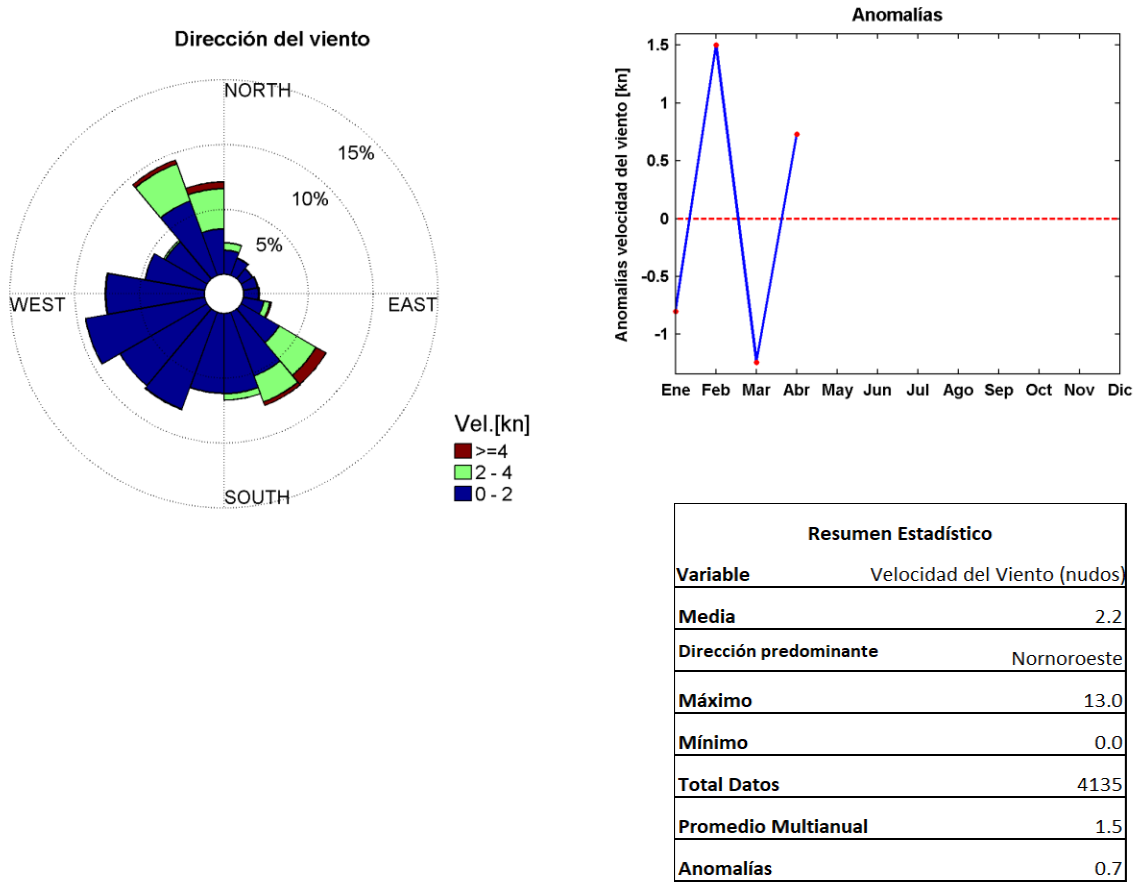 Dirección del viento
NORTH
15%
10%
5%
WEST
EAST
SOUTH
Vel.[kn]
>=4
2 - 4
0 - 2
Anomalías
Anomalías velocidad del viento [kn]
1.5
1
0.5
0
-0.5
-1
Ene Feb Mar Abr May Jun Jul Ago Sep Oct Nov Dic
Resumen Estadístico
Variable Velocidad del Viento (nudos)
Media 2.2
Dirección predominante Nornoroeste
Máximo 13.0
Mínimo 0.0
Total Datos 4135
Promedio Multianual 1.5
Anomalías 0.7